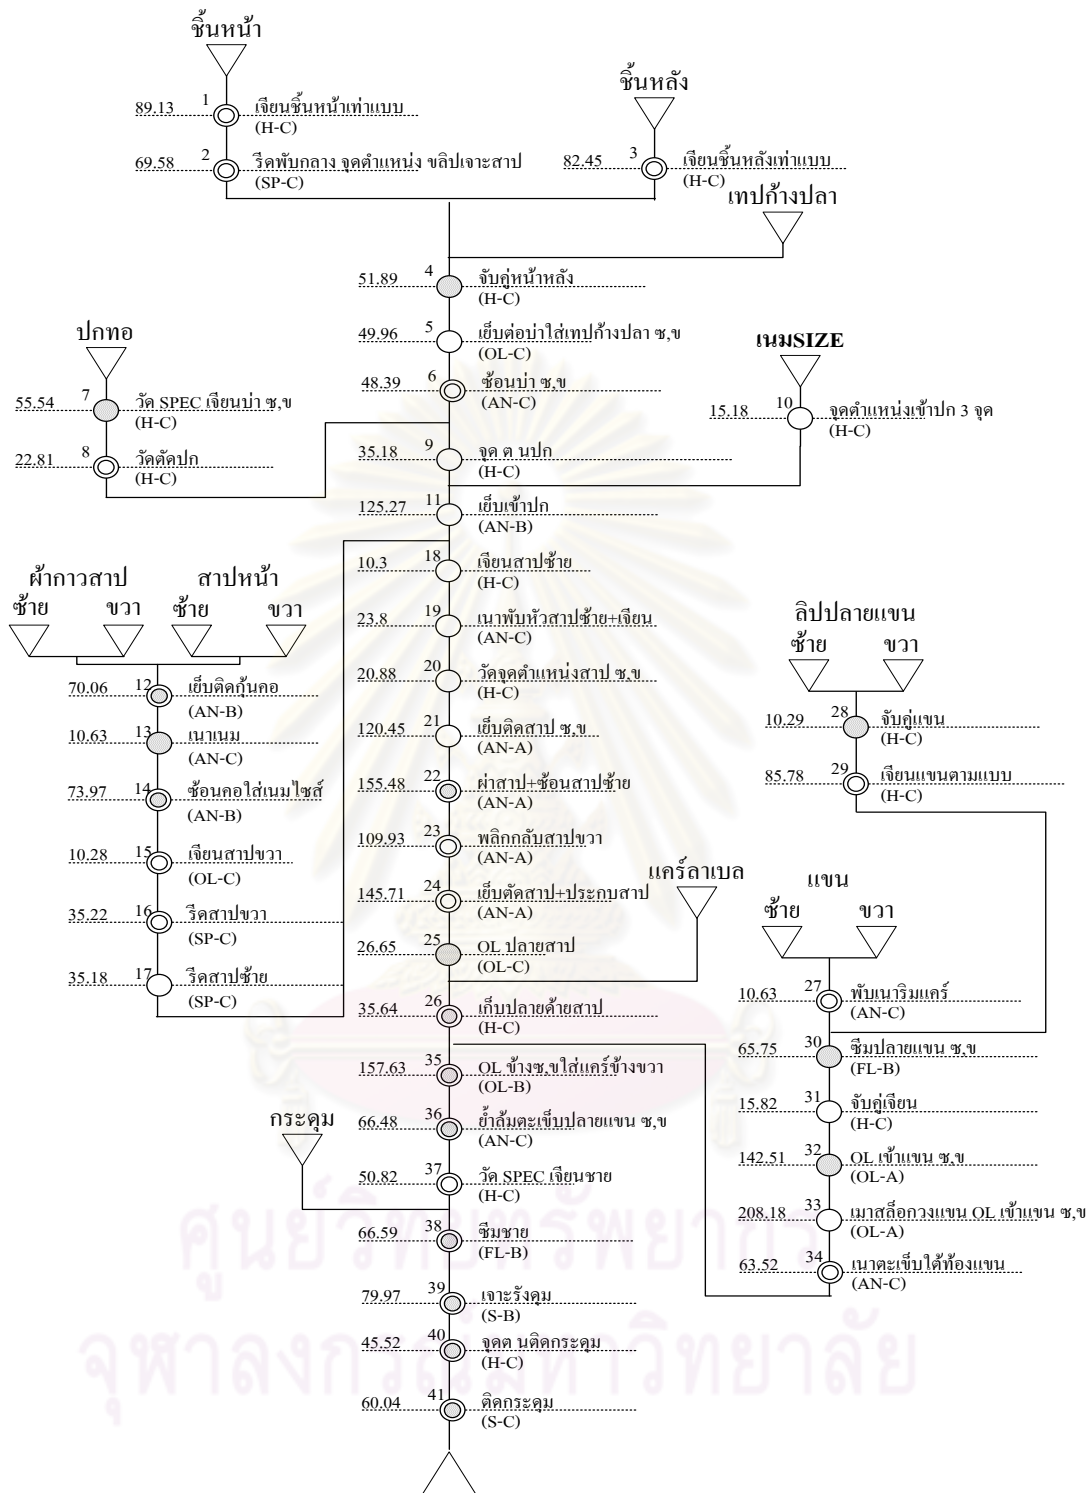 ชิ้นหน้า
89.13 1 เจียนชิ้นหน้าเท่าแบบ
(H-C)
69.58 2 รีดพับกลาง จุดตำแหน่ง ขลิปเจาะสาป
(SP-C)
ชิ้นหลัง
82.45 3 เจียนชิ้นหลังเท่าแบบ
(H-C)
เทปก้างปลา
51.89 4 จับคู่หน้าหลัง
(H-C)
49.96 5 เย็บต่อบ่าใส่เทปก้างปลา ซ,ข
(OL-C)
48.39 6 ซ้อนบ่า ซ,ข
(AN-C)
ปกทอ
55.54 7 วัด SPEC เจียนบ่า ซ,ข
(H-C)
22.81 8 วัดตัดปก
(H-C)
เนมSIZE
15.18 10 จุดตำแหน่งเข้าปก 3 จุด
(H-C)
35.18 9 จุด ต นปก
(H-C)
125.27 11 เย็บเข้าปก
(AN-B)
ผ้ากาวสาป สาปหน้า
ซ้าย ขวา ซ้าย ขวา
70.06 12 เย็บติดกุ้นคอ
(AN-B)
10.63 13 เนาเนม
(AN-C)
73.97 14 ซ้อนคอใส่เนมไซส์
(AN-B)
10.28 15 เจียนสาปขวา
(OL-C)
35.22 16 รีดสาปขวา
(SP-C)
35.18 17 รีดสาปซ้าย
(SP-C)
10.3 18 เจียนสาปซ้าย
(H-C)
23.8 19 เนาพับหัวสาปซ้าย+เจียน
(AN-C)
20.88 20 วัดจุดตำแหน่งสาป ซ,ข
(H-C)
120.45 21 เย็บติดสาป ซ,ข
(AN-A)
155.48 22 ผ่าสาป+ซ้อนสาปซ้าย
(AN-A)
109.93 23 พลิกกลับสาปขวา
(AN-A)
145.71 24 เย็บตัดสาป+ประกบสาป
(AN-A)
26.65 25 OL ปลายสาป
(OL-C)
แคร์ลาเบล
35.64 26 เก็บปลายด้ายสาป
(H-C)
ลิปปลายแขน
ซ้าย ขวา
10.29 28 จับคู่แขน
(H-C)
85.78 29 เจียนแขนตามแบบ
(H-C)
แขน
ซ้าย ขวา
10.63 27 พับเนาริมแคร์
(AN-C)
65.75 30 ซีมปลายแขน ซ,ข
(FL-B)
15.82 31 จับคู่เจียน
(H-C)
142.51 32 OL เข้าแขน ซ,ข
(OL-A)
208.18 33 เมาสล็อกวงแขน OL เข้าแขน ซ,ข
(OL-A)
63.52 34 เนาตะเข็บใต้ท้องแขน
(AN-C)
157.63 35 OL ข้างซ,ขใส่แคร์ข้างขวา
(OL-B)
66.48 36 ย้ำล้มตะเข็บปลายแขน ซ,ข
(AN-C)
กระดุม
50.82 37 วัด SPEC เจียนชาย
(H-C)
66.59 38 ซีมชาย
(FL-B)
79.97 39 เจาะรังดุม
(S-B)
45.52 40 จุดต นติดกระดุม
(H-C)
60.04 41 ติดกระดุม
(S-C)
ศูนย์วิทยทรัพยากร
จุฬาลงกรณ์มหาวิทยาลัย